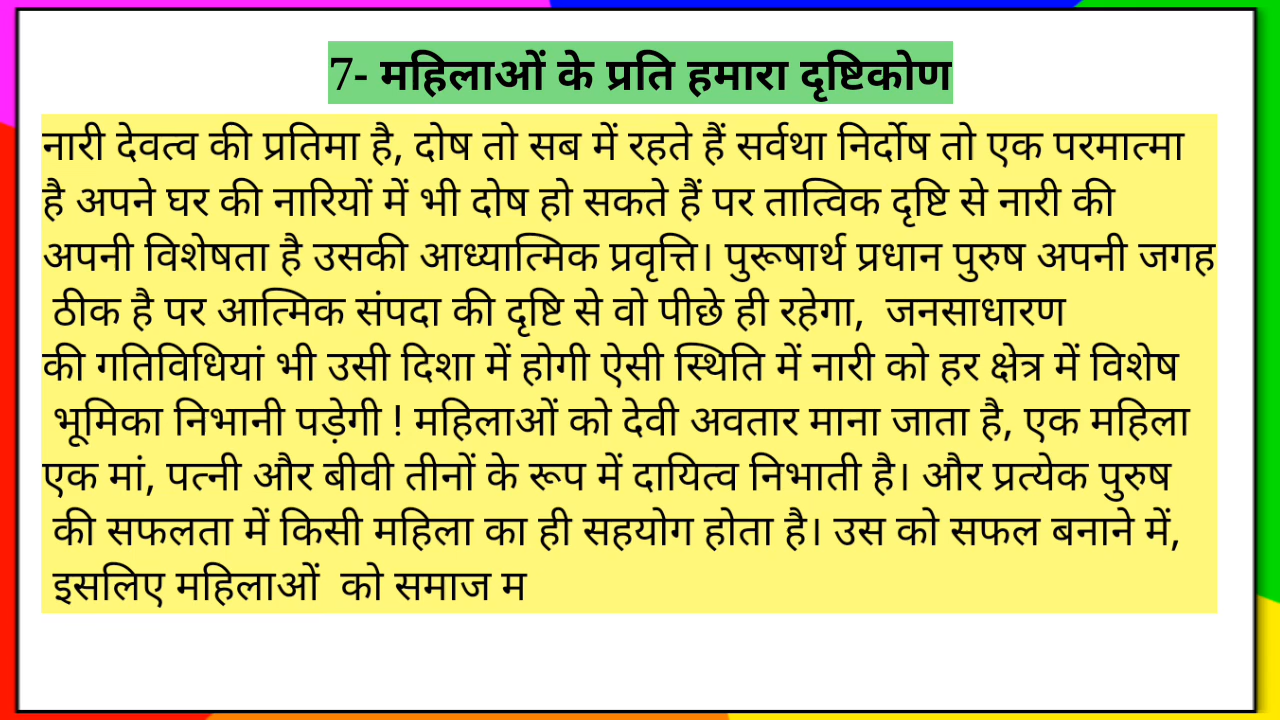 7- महिलाओं के प्रति हमारा दृष्टिकोण
नारी देवत्व की प्रतिमा है, दोष तो सब में रहते हैं सर्वथा निर्दोष तो एक परमात्मा
है अपने घर की नारियों में भी दोष हो सकते हैं पर तात्विक दृष्टि से नारी की
अपनी विशेषता है उसकी आध्यात्मिक प्रवृत्ति। पुरूषार्थ प्रधान पुरुष अपनी जगह
ठीक है पर आत्मिक संपदा की दृष्टि से वो पीछे ही रहेगा, जनसाधारण
की गतिविधियां भी उसी दिशा में होगी ऐसी स्थिति में नारी को हर क्षेत्र में विशेष
भूमिका निभानी पड़ेगी ! महिलाओं को देवी अवतार माना जाता है, एक महिला
एक मां, पत्नी और बीवी तीनों के रूप में दायित्व निभाती है। और प्रत्येक पुरुष
की सफलता में किसी महिला का ही सहयोग होता है। उस को सफल बनाने में,
इसलिए महिलाओं को समाज म